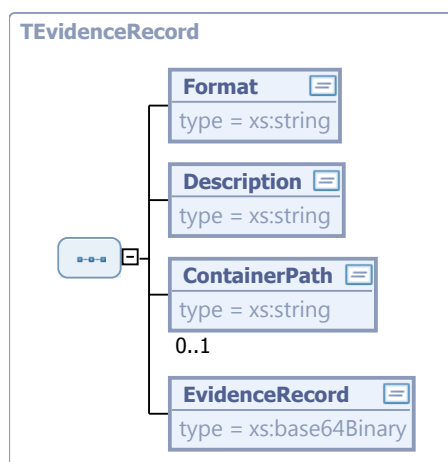 TEvidenceRecord
Format
type = xs:string
Description
type = xs:string
ContainerPath
type = xs:string
0..1
EvidenceRecord
type = xs:base64Binary